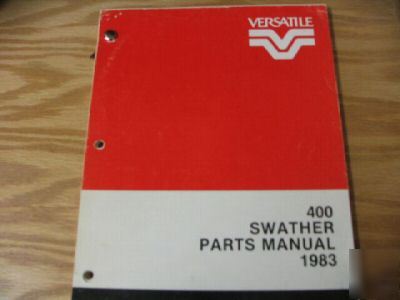 VERSATILE
400
SWATHER
PARTS MANUAL
1983